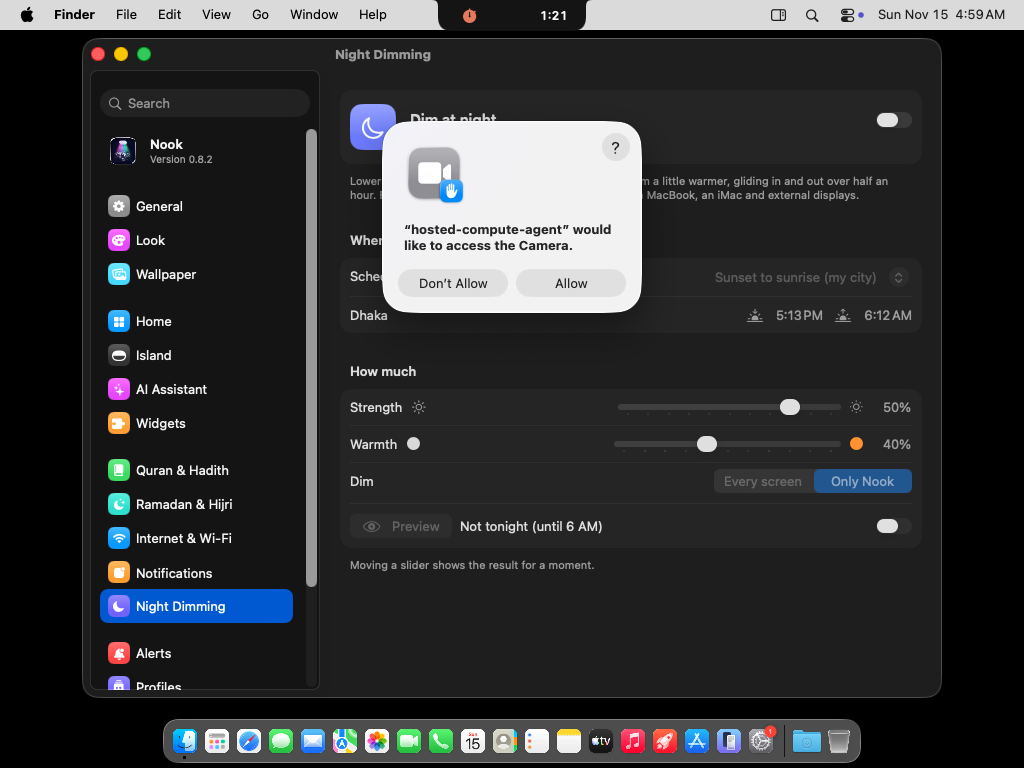 Finder File Edit View Go Window Help 1:21 Sun Nov 15 4:59 AM
Night Dimming
Search
Nook
Version 0.8.2
General
Look
Wallpaper
Home
Island
AI Assistant
Widgets
Quran & Hadith
Ramadan & Hijri
Internet & Wi-Fi
Notifications
Night Dimming
Alerts
Profiles
Dim at night
?
“hosted-compute-agent” would
like to access the Camera.
Don't Allow Allow
Lower
m a little warmer, gliding in and out over half an
hour.
MacBook, an iMac and external displays.
Sunset to sunrise (my city)
Dhaka 5:13 PM 6:12 AM
How much
Strength 50%
Warmth 40%
Dim Every screen Only Nook
Preview Not tonight (until 6 AM)
Moving a slider shows the result for a moment.
SUN
15
tv
1